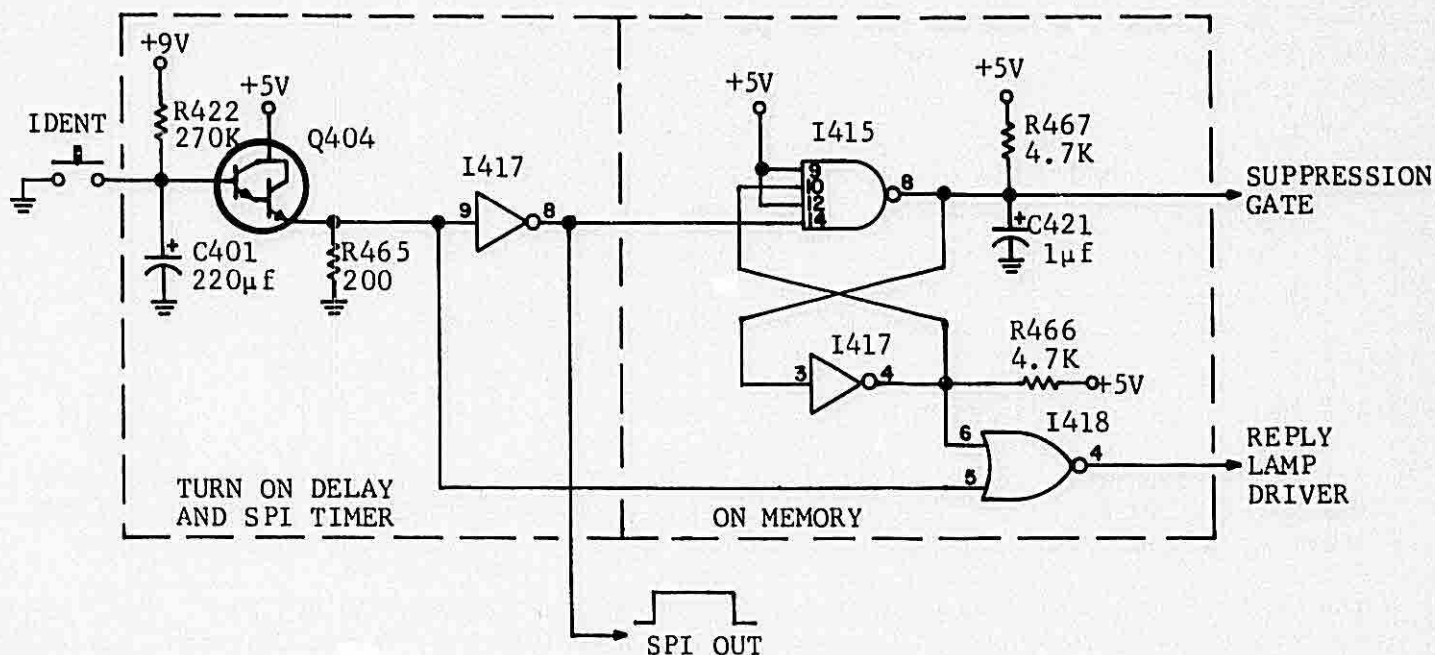 +9V
R422
270K
IDENT
+5V
Q404
C401
220µf
R465
200
I417
9
8
TURN ON DELAY
AND SPI TIMER
SPI OUT
+5V
I415
9
10
12
14
8
+5V
R467
4.7K
C421
1µf
SUPPRESSION
GATE
I417
3
4
R466
4.7K
+5V
I418
6
5
4
REPLY
LAMP
DRIVER
ON MEMORY
+
+